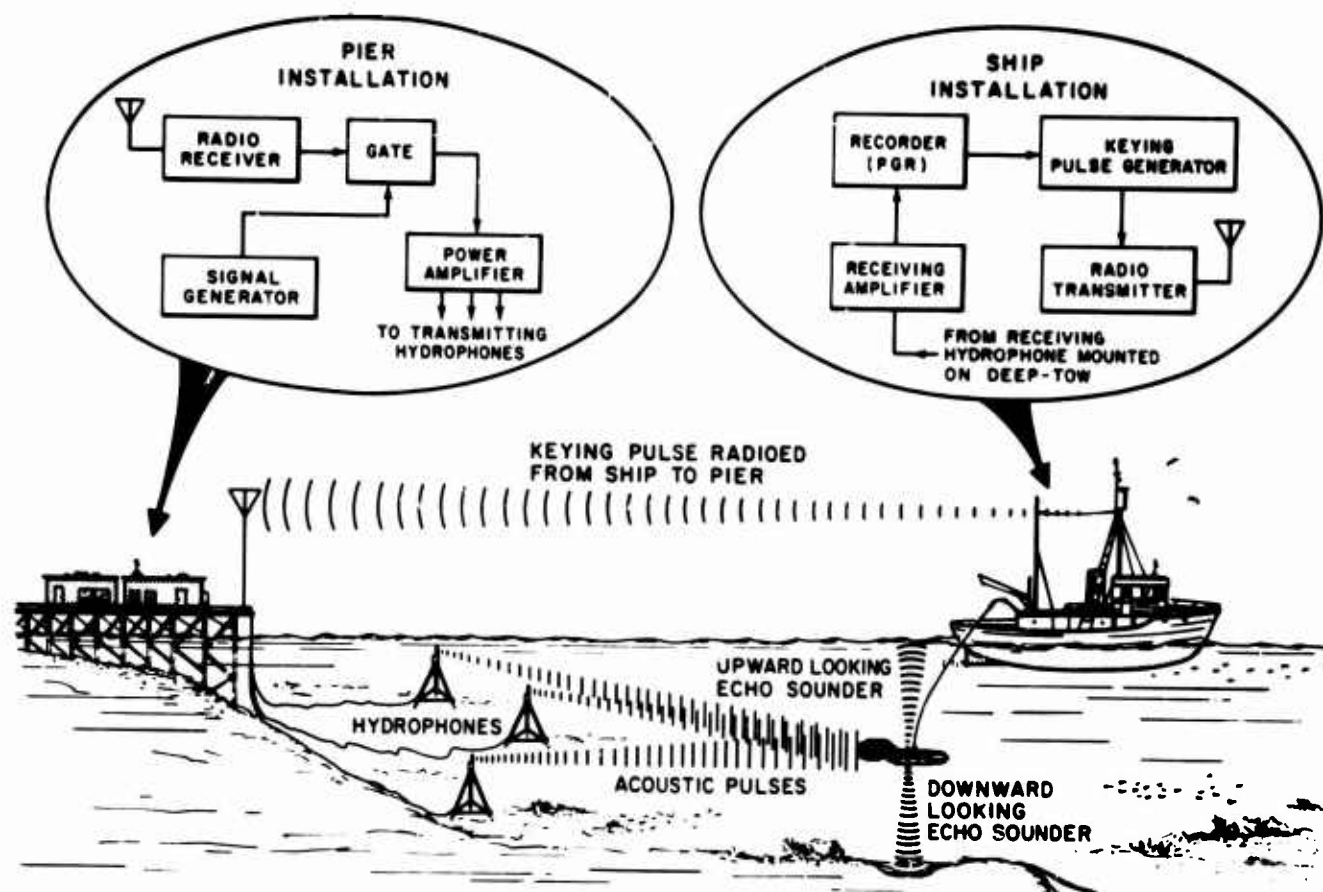 PIER
INSTALLATION
RADIO
RECEIVER
GATE
SIGNAL
GENERATOR
POWER
AMPLIFIER
TO TRANSMITTING
HYDROPHONES
SHIP
INSTALLATION
RECORDER
(PGR)
KEYING
PULSE GENERATOR
RECEIVING
AMPLIFIER
RADIO
TRANSMITTER
FROM RECEIVING
HYDROPHONE MOUNTED
ON DEEP-TOW
KEYING PULSE RADIOED
FROM SHIP TO PIER
UPWARD LOOKING
ECHO SOUNDER
HYDROPHONES
ACOUSTIC PULSES
DOWNWARD
LOOKING
ECHO SOUNDER